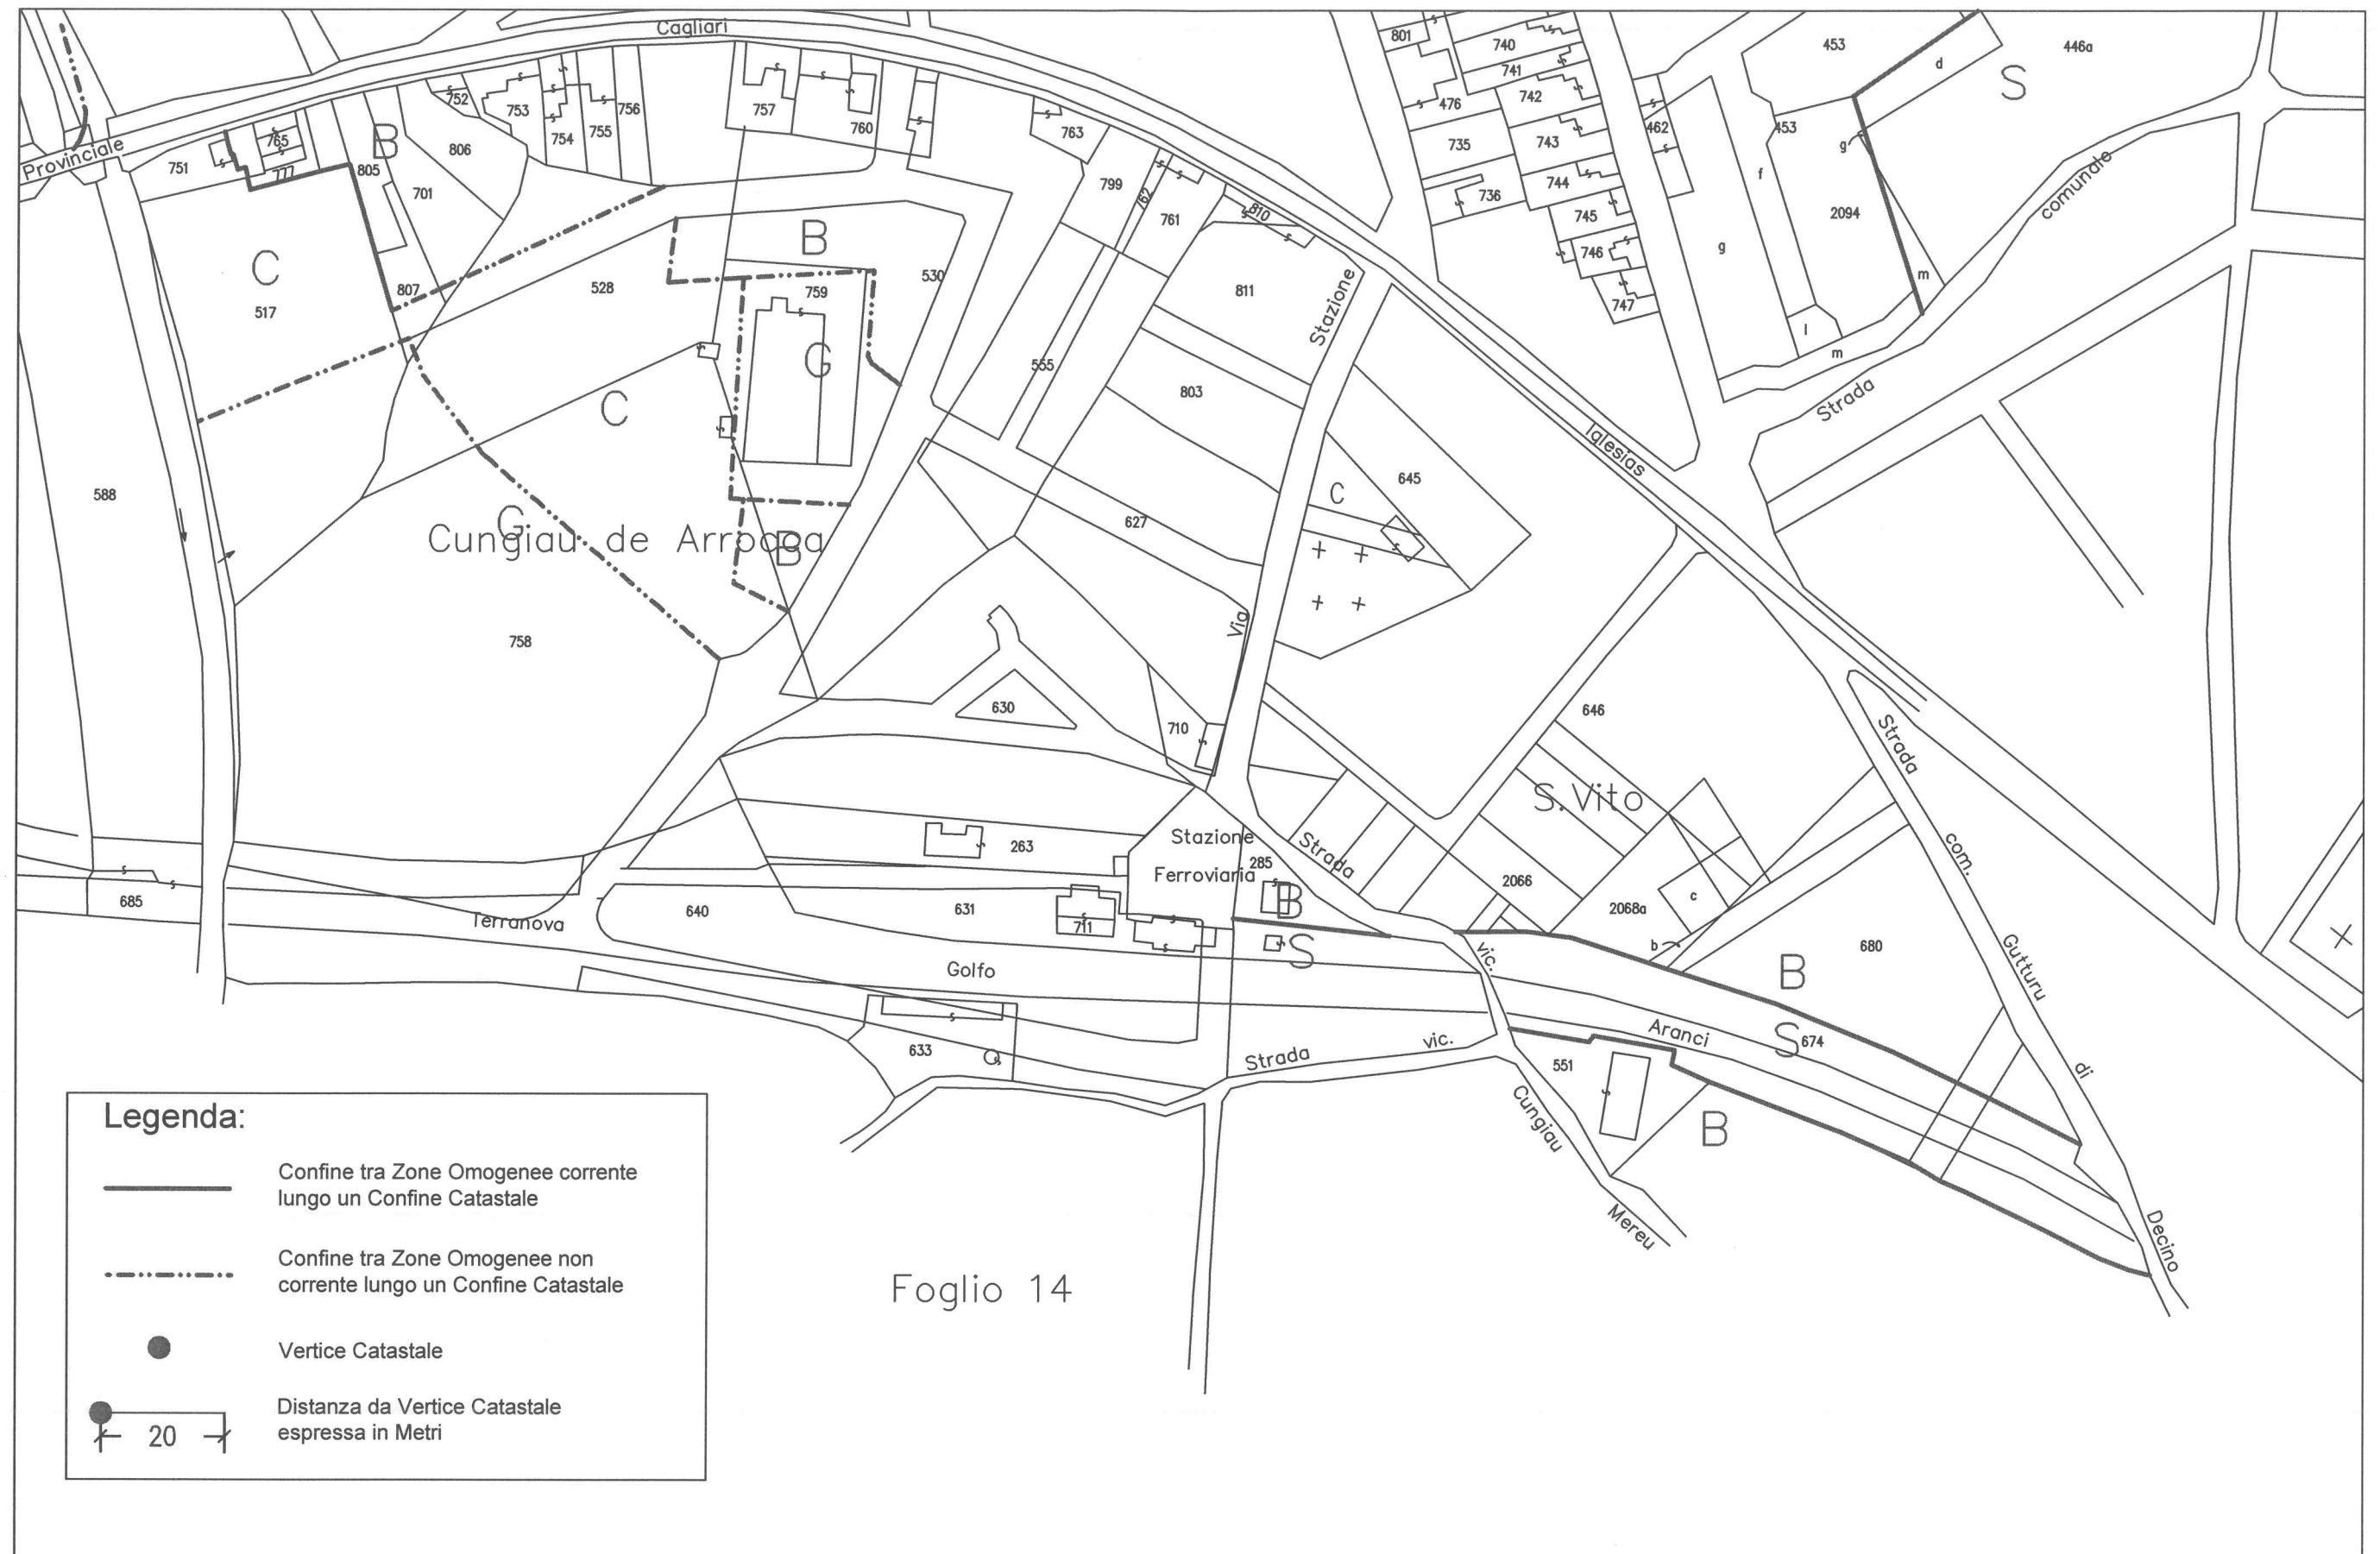 Cagliari
Provinciale
751
765
777
805
B
752
806
701
807
753
754
755
756
757
760
763
799
762
761
810
801
740
741
476
742
735
743
736
744
745
746
747
462
453
453
446a
S
d
g
f
g
2094
m
l
m
Strada
comunale
C
517
528
B
759
530
G
C
588
555
811
Stazione
803
Iglesias
645
C
G
Cungiau de Arrocca
B
627
Via
758
630
710
646
S. Vito
Strada
com.
Gutturu
di
Decino
263
Stazione
Ferroviaria
285
B
S
Strada
2066
2068a
c
b
680
B
S
674
685
Terranova
640
631
711
Golfo
vic.
Aranci
633
Q
Strada
vic.
551
B
Cungiau
Mereu
Foglio 14
Legenda:
Confine tra Zone Omogenee corrente
lungo un Confine Catastale
Confine tra Zone Omogenee non
corrente lungo un Confine Catastale
Vertice Catastale
20
Distanza da Vertice Catastale
espressa in Metri